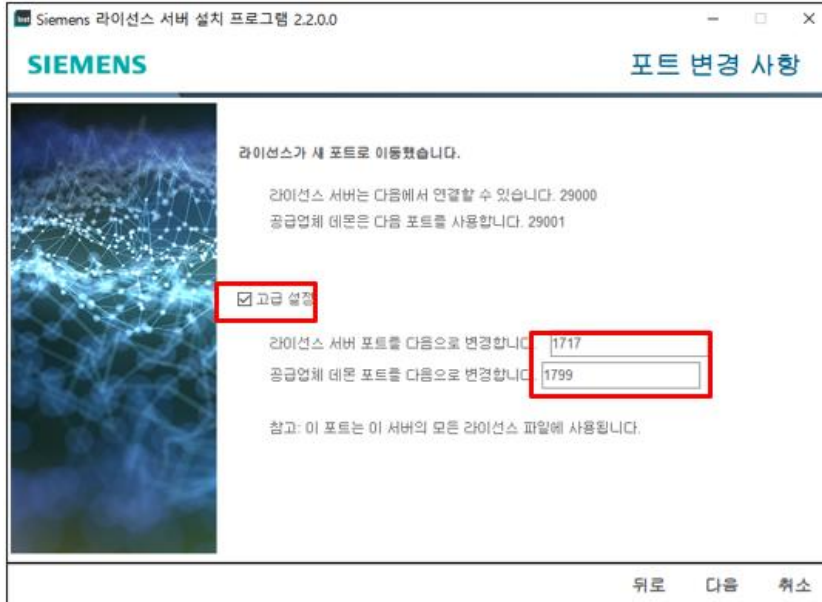 Siemens 라이선스 서버 설치 프로그램 2.2.0.0
SIEMENS
포트 변경 사항
라이선스가 새 포트로 이동했습니다.
라이선스 서버는 다음에서 연결할 수 있습니다. 29000
공급업체 데몬은 다음 포트를 사용합니다. 29001
고급 설정
라이선스 서버 포트를 다음으로 변경합니다. 1717
공급업체 데몬 포트를 다음으로 변경합니다. 1799
참고: 이 포트는 이 서버의 모든 라이선스 파일에 사용됩니다.
뒤로 다음 취소